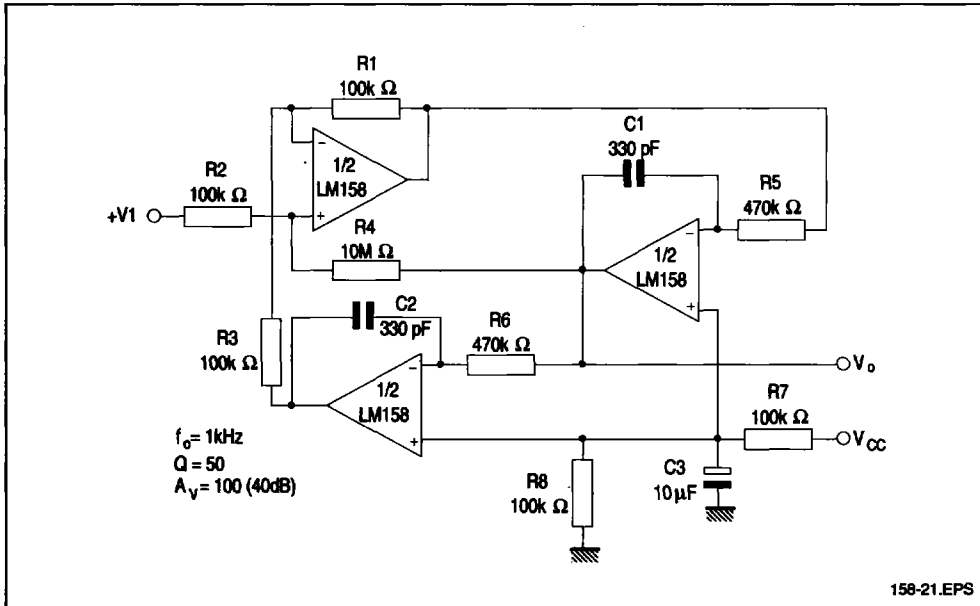 R1
100k Ω
C1
330 pF
R2
100k Ω
1/2
LM158
R5
470k Ω
+V1
R4
10M Ω
1/2
LM158
C2
330 pF
R6
470k Ω
R3
100k Ω
1/2
LM158
Vo
R7
100k Ω
VCC
fo= 1kHz
Q = 50
AV = 100 (40dB)
R8
100k Ω
C3
10 µF
158-21.EPS